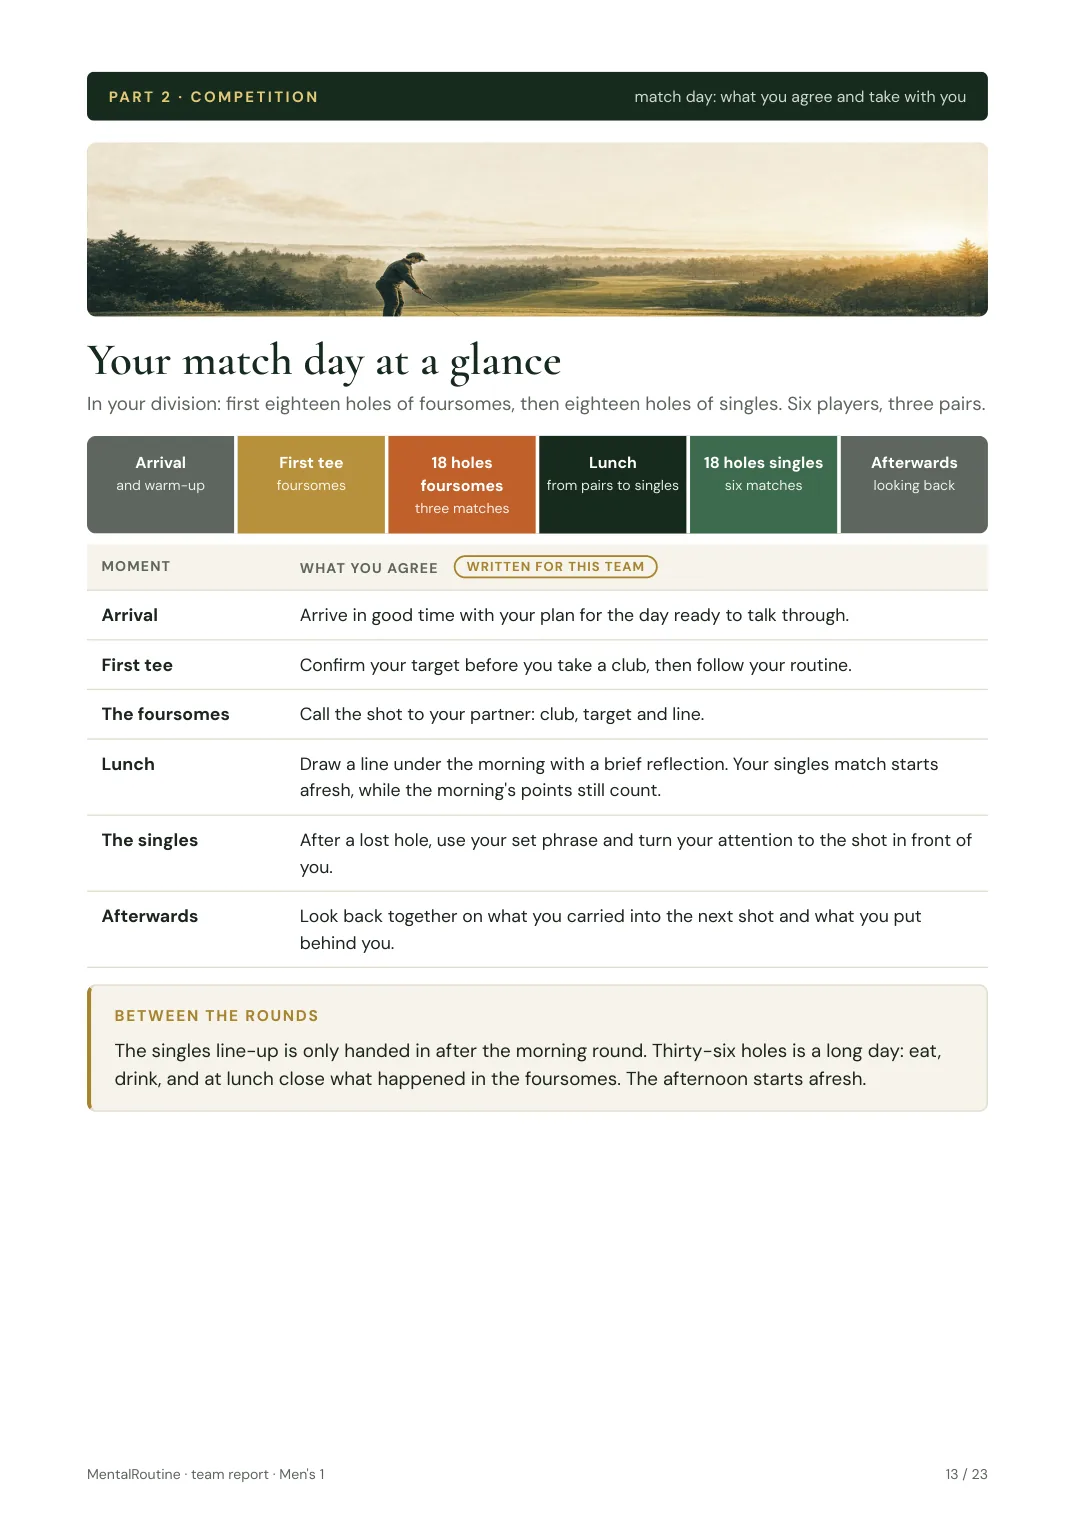 PART 2 · COMPETITION
match day: what you agree and take with you
Your match day at a glance
In your division: first eighteen holes of foursomes, then eighteen holes of singles. Six players, three pairs.
Arrival
and warm-up
First tee
foursomes
18 holes
foursomes
three matches
Lunch
from pairs to singles
18 holes singles
six matches
Afterwards
looking back
MOMENT
WHAT YOU AGREE
WRITTEN FOR THIS TEAM
Arrival
Arrive in good time with your plan for the day ready to talk through.
First tee
Confirm your target before you take a club, then follow your routine.
The foursomes
Call the shot to your partner: club, target and line.
Lunch
Draw a line under the morning with a brief reflection. Your singles match starts
afresh, while the morning's points still count.
The singles
After a lost hole, use your set phrase and turn your attention to the shot in front of
you.
Afterwards
Look back together on what you carried into the next shot and what you put
behind you.
BETWEEN THE ROUNDS
The singles line-up is only handed in after the morning round. Thirty-six holes is a long day: eat,
drink, and at lunch close what happened in the foursomes. The afternoon starts afresh.
MentalRoutine · team report · Men's 1
13 / 23